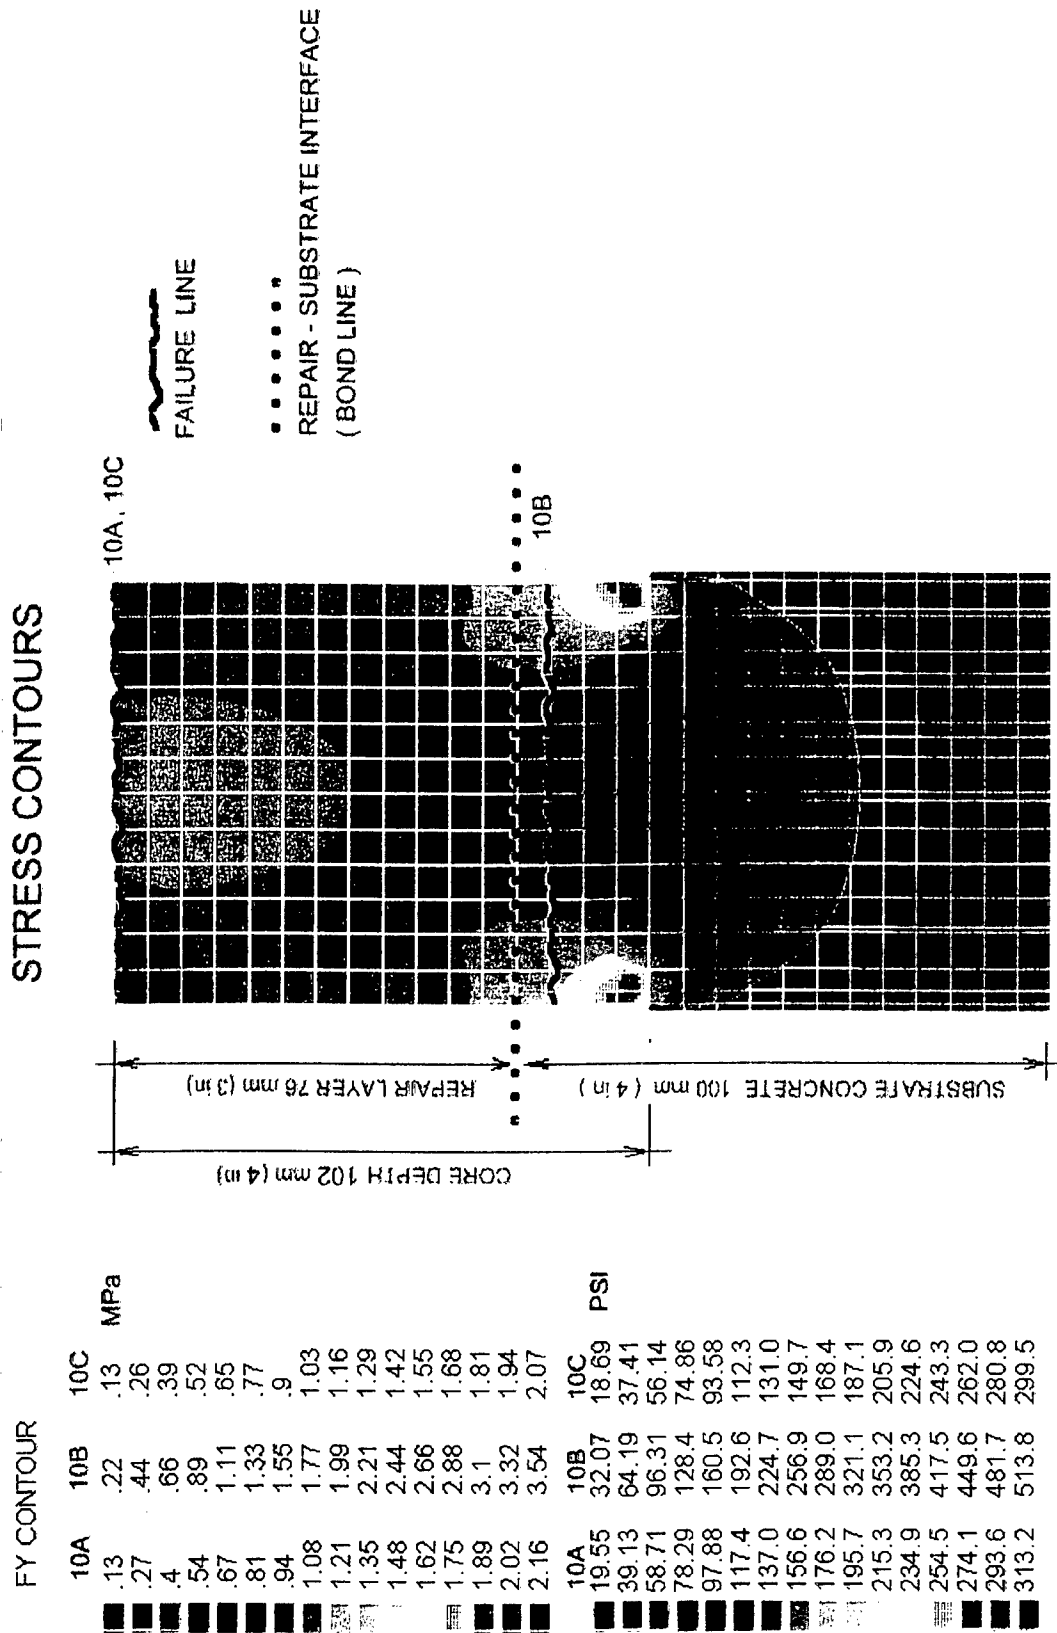 STRESS CONTOURS
FY CONTOUR
10A 10B 10C
.13 .22 .13 MPa
.27 .44 .26
.4 .66 .39
.54 .89 .52
.67 1.11 .65
.81 1.33 .77
.94 1.55 .9
1.08 1.77 1.03
1.21 1.99 1.16
1.35 2.21 1.29
1.48 2.44 1.42
1.62 2.66 1.55
1.75 2.88 1.68
1.89 3.1 1.81
2.02 3.32 1.94
2.16 3.54 2.07
10A 10B 10C
19.55 32.07 18.69 PSI
39.13 64.19 37.41
58.71 96.31 56.14
78.29 128.4 74.86
97.88 160.5 93.58
117.4 192.6 112.3
137.0 224.7 131.0
156.6 256.9 149.7
176.2 289.0 168.4
195.7 321.1 187.1
215.3 353.2 205.9
234.9 385.3 224.6
254.5 417.5 243.3
274.1 449.6 262.0
293.6 481.7 280.8
313.2 513.8 299.5
CORE DEPTH 102 mm (4 in)
REPAIR LAYER 76 mm (3 in)
SUBSTRATE CONCRETE 100 mm (4 in)
10A, 10C
10B
FAILURE LINE
REPAIR - SUBSTRATE INTERFACE
( BOND LINE )